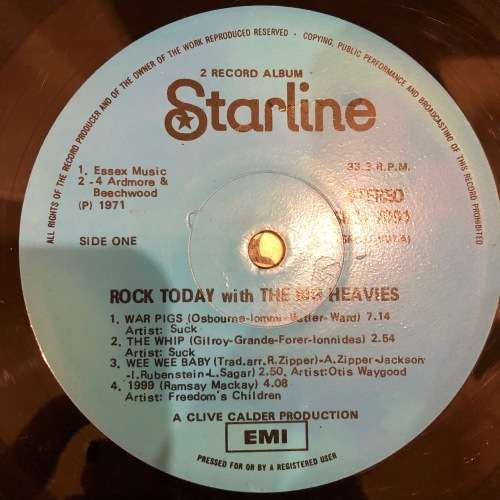 ALL RIGHTS OF THE RECORD PRODUCER AND OF THE OWNER OF THE WORK REPRODUCED RESERVED - COPYING, PUBLIC PERFORMANCE AND BROADCASTING OF THIS RECORD PROHIBITED
2 RECORD ALBUM
Starline
1. Essex Music
2-4 Ardmore &
Beechwood
(P) 1971
33.3 R.P.M.
STEREO
SIDE ONE
ROCK TODAY with THE BIG HEAVIES
1. WAR PIGS (Osbourne-Iommi-Butler-Ward) 7.14
Artist: Suck
2. THE WHIP (Gilroy-Grande-Forer-Ionnides) 2.54
Artist: Suck
3. WEE WEE BABY (Trad.arr.R.Zipper)-A.Zipper-Jackson
-I.Rubenstein-L.Sagar) 2.50. Artist:Otis Waygood
4. 1999 (Ramsay Mackay) 4.08
Artist: Freedom's Children
A CLIVE CALDER PRODUCTION
EMI
PRESSED FOR OR BY A REGISTERED USER